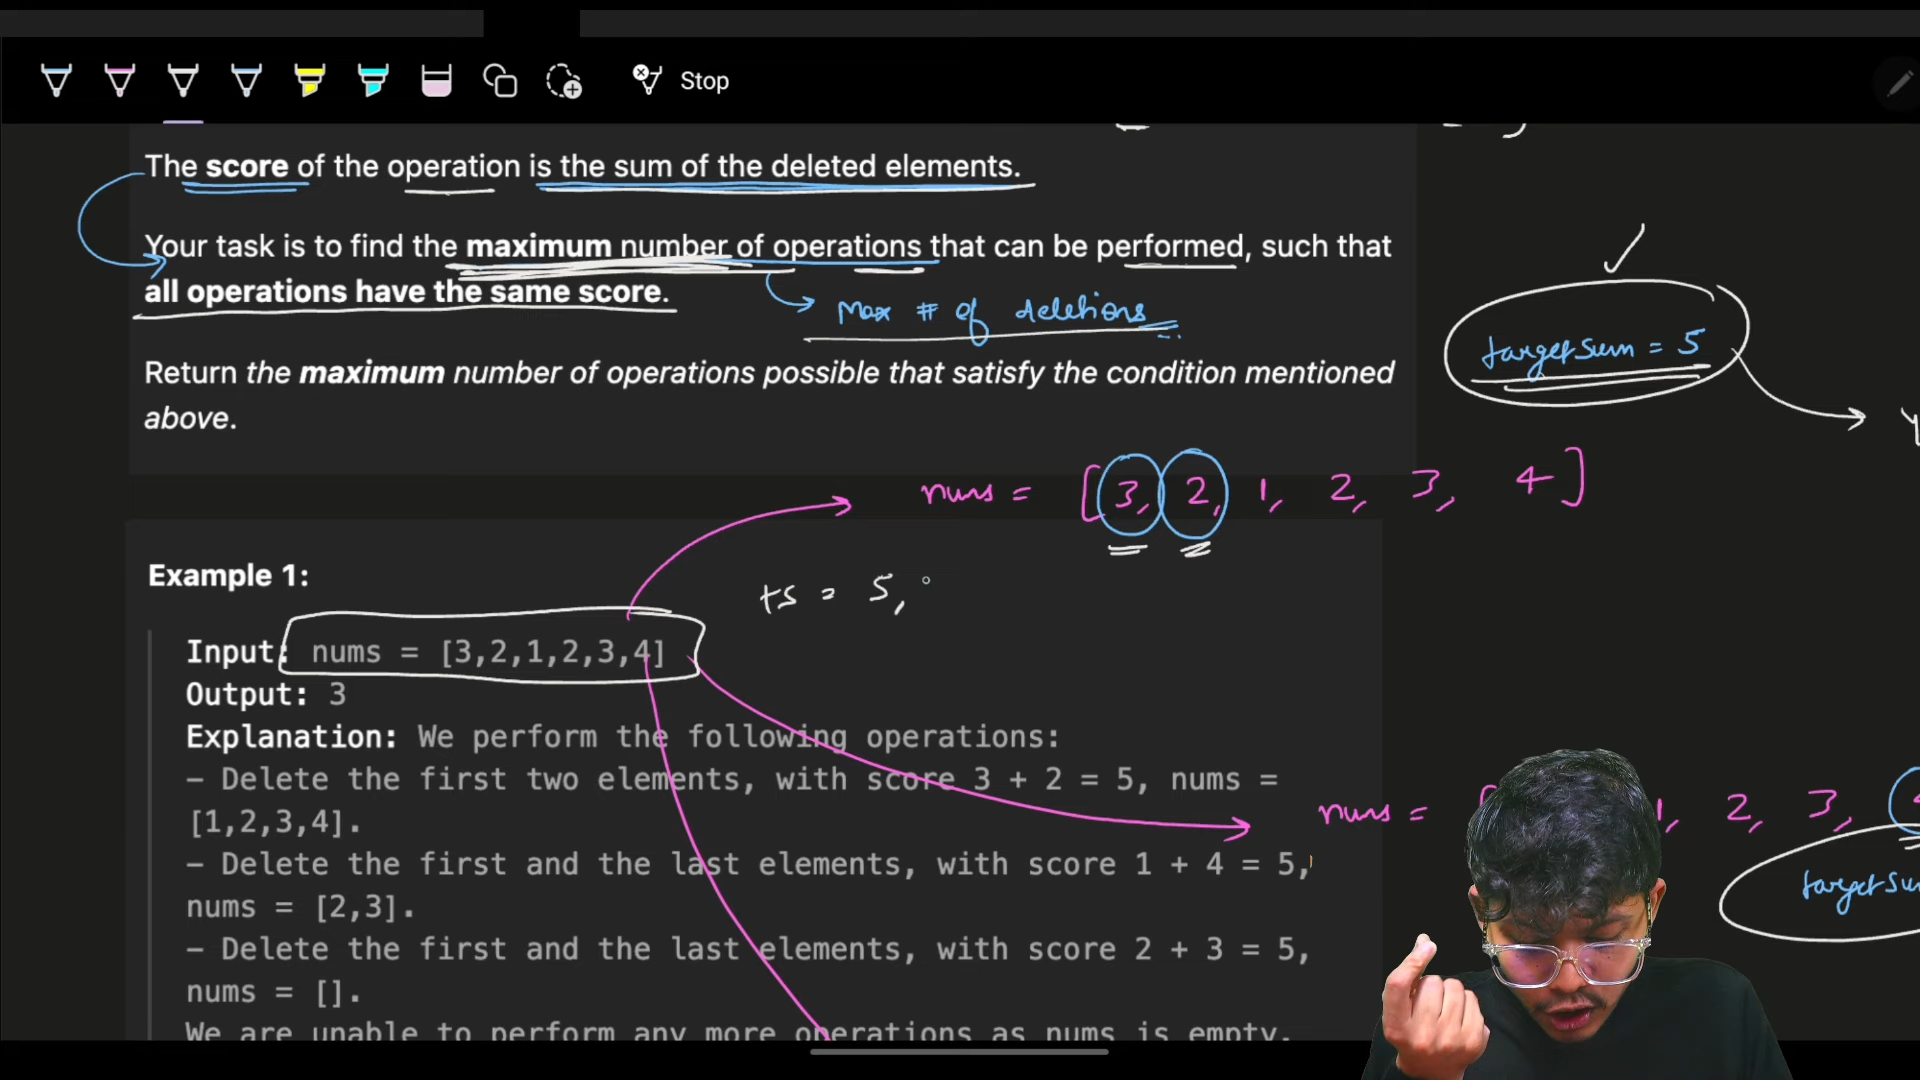 Stop
The score of the operation is the sum of the deleted elements.
Your task is to find the maximum number of operations that can be performed, such that
all operations have the same score.
Max # of deletions
targetsum = 5
Return the maximum number of operations possible that satisfy the condition mentioned
above.
nums = [3, 2, 1, 2, 3, 4]
Example 1:
ts = 5,
Input: nums = [3,2,1,2,3,4]
Output: 3
Explanation: We perform the following operations:
- Delete the first two elements, with score 3 + 2 = 5, nums =
[1,2,3,4].
nums = [ 1, 2, 3,
- Delete the first and the last elements, with score 1 + 4 = 5,
nums = [2,3].
targetsu
- Delete the first and the last elements, with score 2 + 3 = 5,
nums = [].
We are unable to perform any more operations as nums is empty.